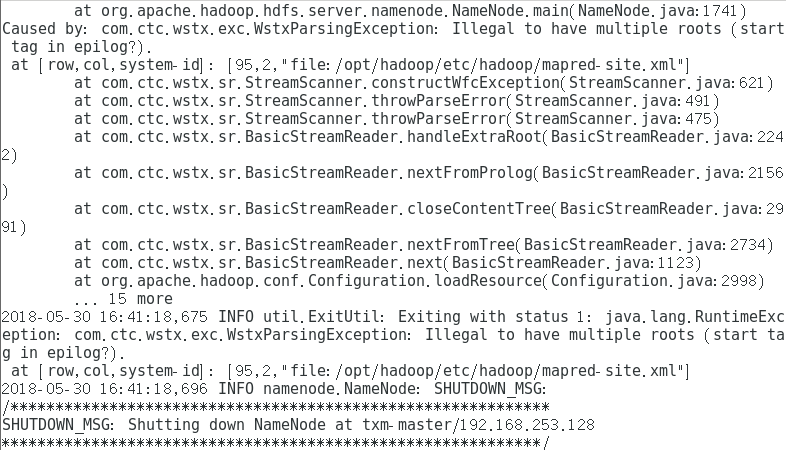 at org.apache.hadoop.hdfs.server.namenode.NameNode.main(NameNode.java:1741)
Caused by: com.ctc.wstx.exc.WstxParsingException: Illegal to have multiple roots (start
tag in epilog?).
at [row,col,system-id]: [95,2,"file:/opt/hadoop/etc/hadoop/mapred-site.xml"]
at com.ctc.wstx.sr.StreamScanner.constructWfcException(StreamScanner.java:621)
at com.ctc.wstx.sr.StreamScanner.throwParseError(StreamScanner.java:491)
at com.ctc.wstx.sr.StreamScanner.throwParseError(StreamScanner.java:475)
at com.ctc.wstx.sr.BasicStreamReader.handleExtraRoot(BasicStreamReader.java:224
2)
at com.ctc.wstx.sr.BasicStreamReader.nextFromProlog(BasicStreamReader.java:2156
)
at com.ctc.wstx.sr.BasicStreamReader.closeContentTree(BasicStreamReader.java:29
91)
at com.ctc.wstx.sr.BasicStreamReader.nextFromTree(BasicStreamReader.java:2734)
at com.ctc.wstx.sr.BasicStreamReader.next(BasicStreamReader.java:1123)
at org.apache.hadoop.conf.Configuration.loadResource(Configuration.java:2998)
... 15 more
2018-05-30 16:41:18,675 INFO util.ExitUtil: Exiting with status 1: java.lang.RuntimeExc
eption: com.ctc.wstx.exc.WstxParsingException: Illegal to have multiple roots (start ta
g in epilog?).
at [row,col,system-id]: [95,2,"file:/opt/hadoop/etc/hadoop/mapred-site.xml"]
2018-05-30 16:41:18,696 INFO namenode.NameNode: SHUTDOWN_MSG:
/************************************************************
SHUTDOWN_MSG: Shutting down NameNode at txm-master/192.168.253.128
************************************************************/